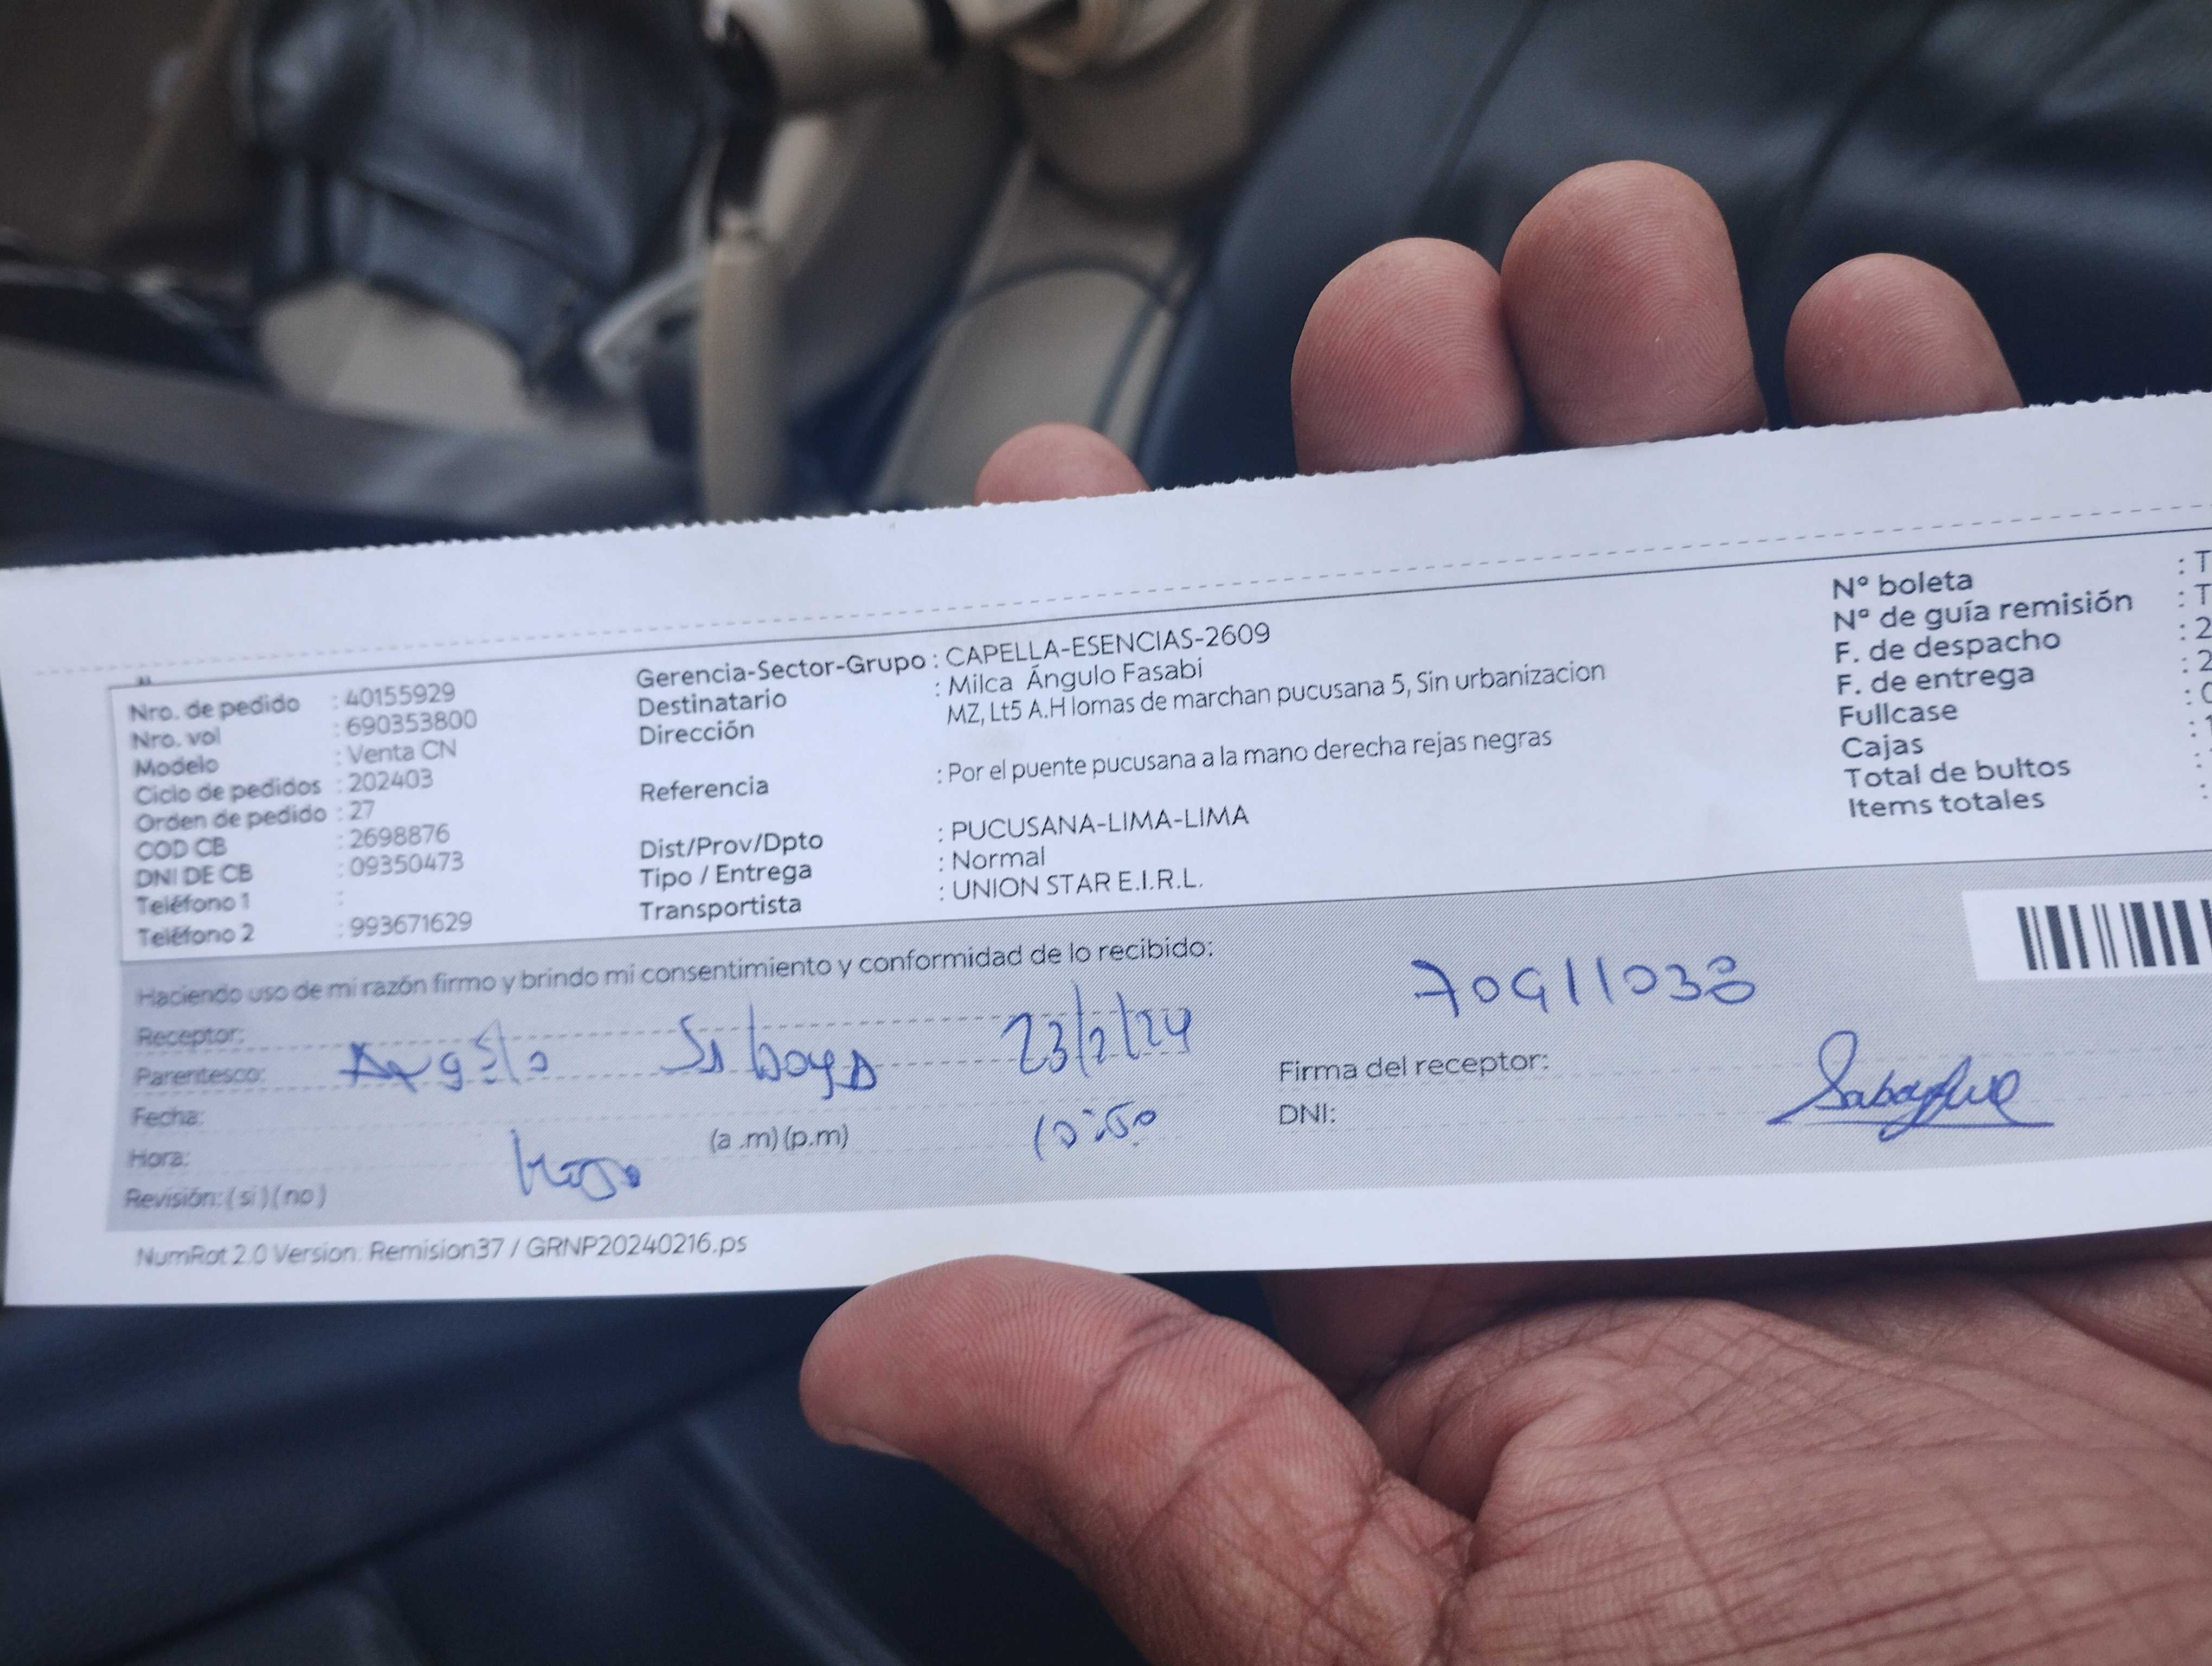 Nro. de pedido : 40155929
Nro. vol : 690353800
Modelo : Venta CN
Ciclo de pedidos : 202403
Orden de pedido : 27
COD CB : 2698876
DNI DE CB : 09350473
Teléfono 1 :
Teléfono 2 : 993671629
Gerencia-Sector-Grupo : CAPELLA-ESENCIAS-2609
Destinatario : Milca Ángulo Fasabi
Dirección MZ, Lt5 A.H lomas de marchan pucusana 5, Sin urbanizacion
Referencia : Por el puente pucusana a la mano derecha rejas negras
Dist/Prov/Dpto : PUCUSANA-LIMA-LIMA
Tipo / Entrega : Normal
Transportista : UNION STAR E.I.R.L.
Nº boleta : T
Nº de guía remisión : T
F. de despacho : 2
F. de entrega : 2
Fullcase
Cajas
Total de bultos :
Items totales :
Haciendo uso de mi razón firmo y brindo mi consentimiento y conformidad de lo recibido:
Receptor:
Parentesco: 23/2/24
Fecha:
Hora: (a .m) (p.m) 10:50
Revisión: ( si ) ( no )
70911038
Firma del receptor:
DNI:
NumRot 2.0 Version: Remision37 / GRNP20240216.ps